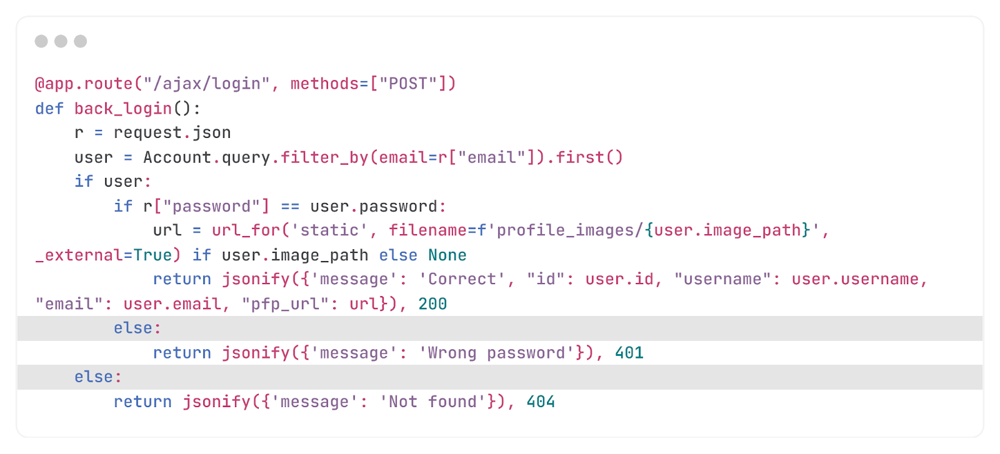 @app.route("/ajax/login", methods=["POST"])
def back_login():
    r = request.json
    user = Account.query.filter_by(email=r["email"]).first()
    if user:
        if r["password"] == user.password:
            url = url_for('static', filename=f'profile_images/{user.image_path}',
_external=True) if user.image_path else None
            return jsonify({'message': 'Correct', "id": user.id, "username": user.username,
"email": user.email, "pfp_url": url}), 200
        else:
            return jsonify({'message': 'Wrong password'}), 401
    else:
        return jsonify({'message': 'Not found'}), 404